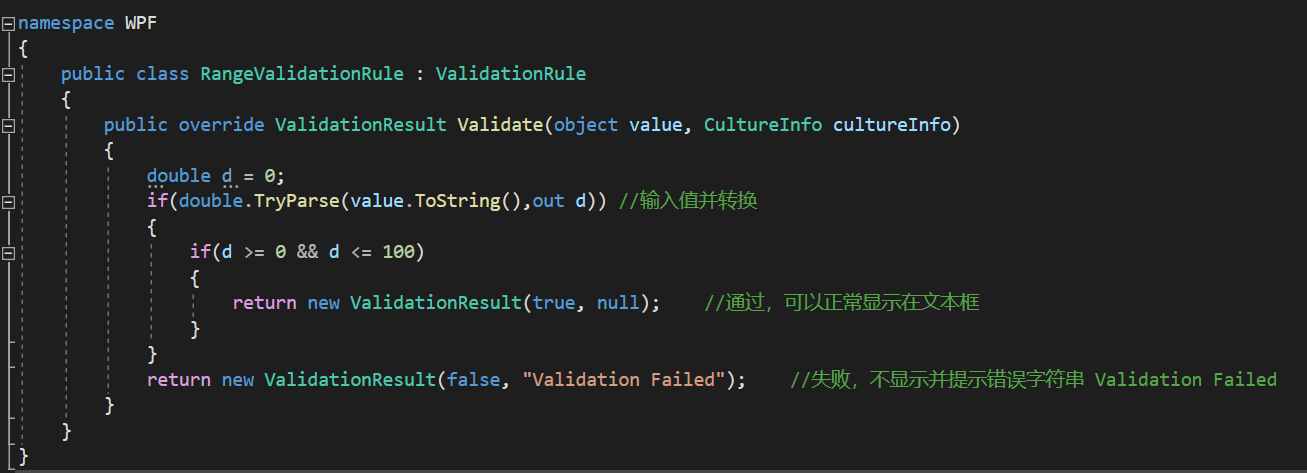 namespace WPF
{
public class RangeValidationRule : ValidationRule
{
public override ValidationResult Validate(object value, CultureInfo cultureInfo)
{
double d = 0;
if(double.TryParse(value.ToString(),out d)) //输入值并转换
{
if(d >= 0 && d <= 100)
{
return new ValidationResult(true, null); //通过，可以正常显示在文本框
}
}
return new ValidationResult(false, "Validation Failed"); //失败，不显示并提示错误字符串 Validation Failed
}
}
}